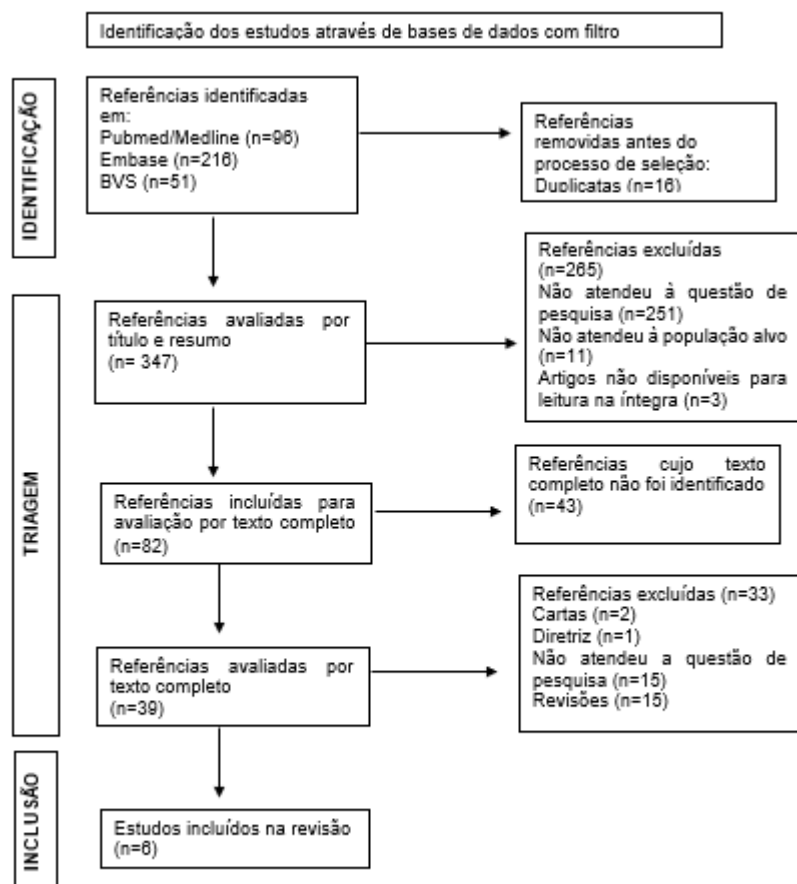 Identificação dos estudos através de bases de dados com filtro
IDENTIFICAÇÃO
Referências identificadas
em:
Pubmed/Medline (n=96)
Embase (n=216)
BVS (n=51)
Referências
removidas antes do
processo de seleção:
Duplicatas (n=16)
TRIAGEM
Referências avaliadas por
título e resumo
(n= 347)
Referências excluídas
(n=265)
Não atendeu à questão de
pesquisa (n=251)
Não atendeu à população alvo
(n=11)
Artigos não disponíveis para
leitura na íntegra (n=3)
Referências incluídas para
avaliação por texto completo
(n=82)
Referências cujo texto
completo não foi identificado
(n=43)
Referências avaliadas por
texto completo
(n=39)
Referências excluídas (n=33)
Cartas (n=2)
Diretriz (n=1)
Não atendeu a questão de
pesquisa (n=15)
Revisões (n=15)
INCLUSÃO
Estudos incluídos na revisão
(n=6)